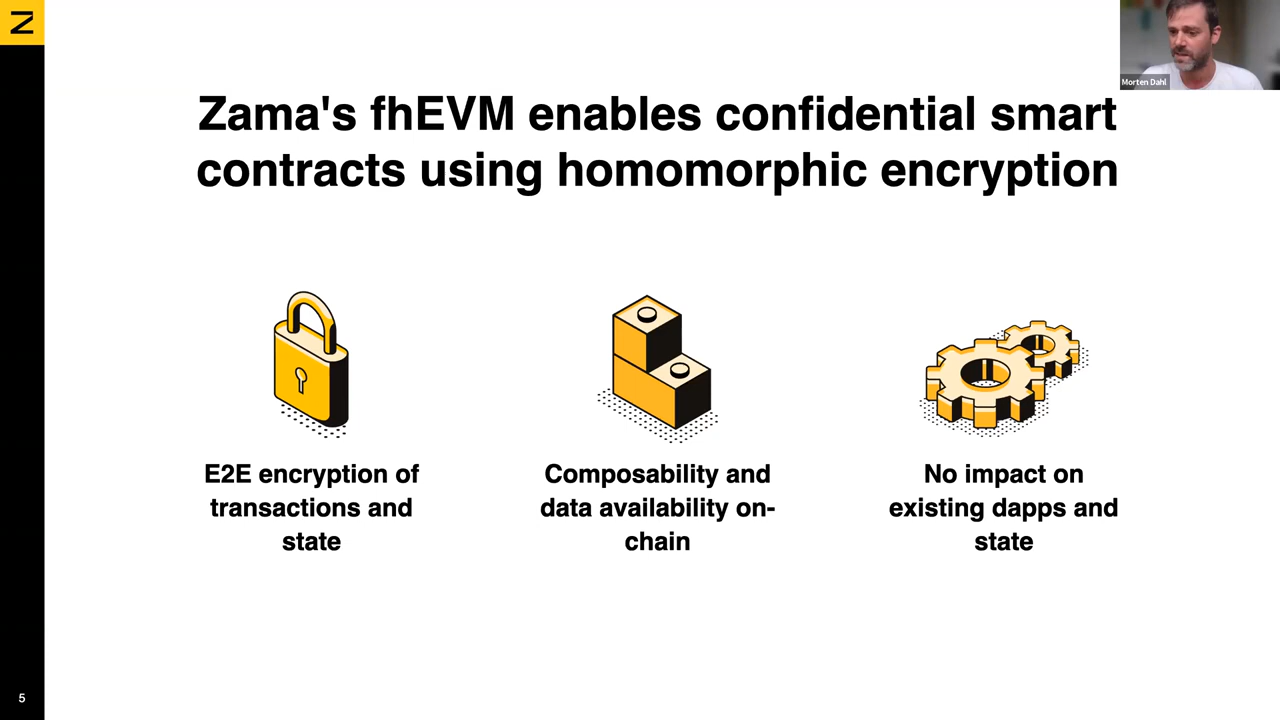 Morten Dahl
Zama's fhEVM enables confidential smart
contracts using homomorphic encryption
E2E encryption of
transactions and
state
Composability and
data availability on-
chain
No impact on
existing dapps and
state
5